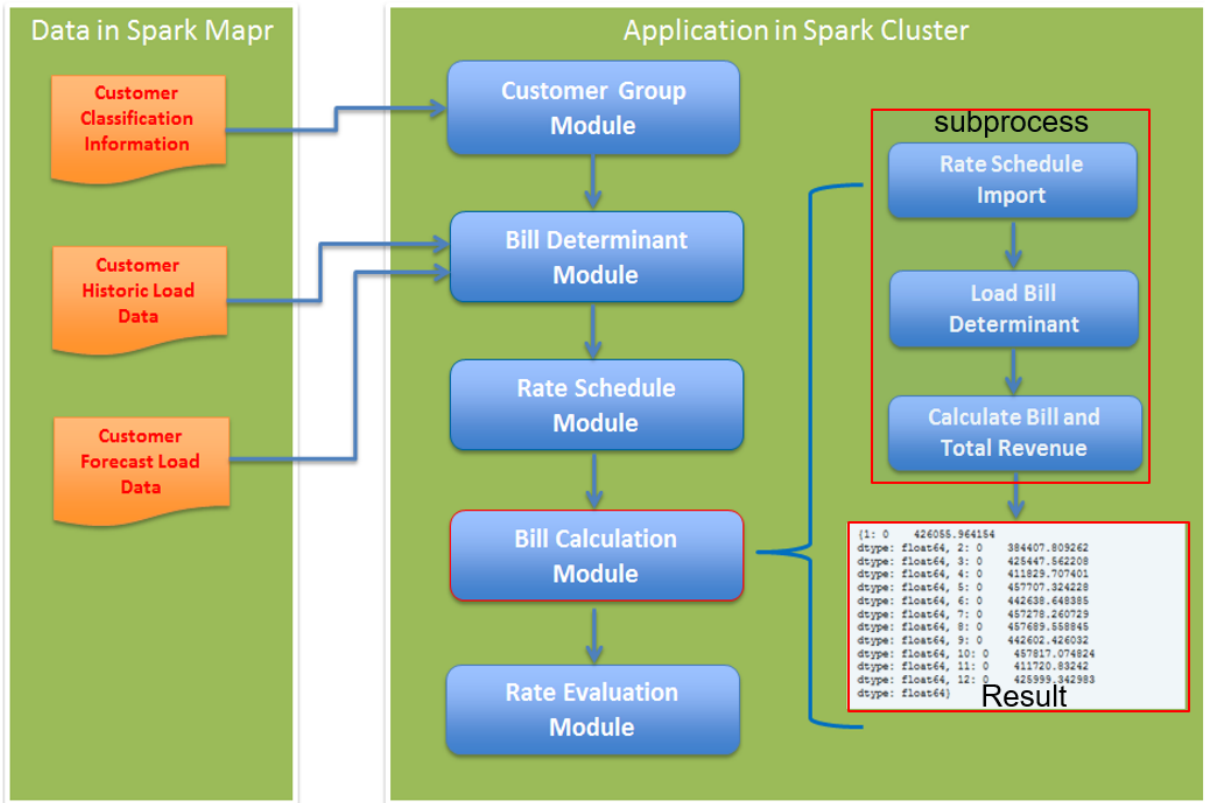 Data in Spark Mapr
Customer
Classification
Information
Customer
Historic Load
Data
Customer
Forecast Load
Data
Application in Spark Cluster
Customer Group
Module
Bill Determinant
Module
Rate Schedule
Module
Bill Calculation
Module
Rate Evaluation
Module
subprocess
Rate Schedule
Import
Load Bill
Determinant
Calculate Bill and
Total Revenue
{1: 0 426055.964154
dtype: float64, 2: 0 384407.809262
dtype: float64, 3: 0 425447.562208
dtype: float64, 4: 0 411829.707401
dtype: float64, 5: 0 457707.324228
dtype: float64, 6: 0 442638.648385
dtype: float64, 7: 0 457278.260729
dtype: float64, 8: 0 457689.558845
dtype: float64, 9: 0 442602.426032
dtype: float64, 10: 0 457817.074824
dtype: float64, 11: 0 411720.83242
dtype: float64, 12: 0 425999.342983
dtype: float64}
Result